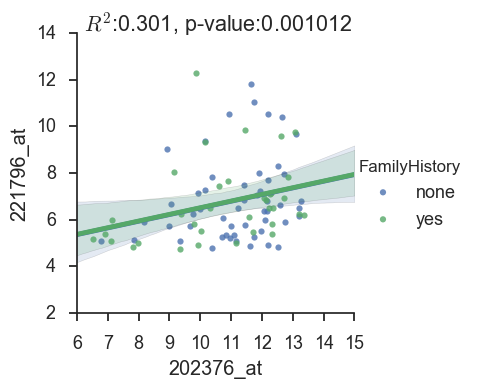 R²:0.301, p-value:0.001012
14
12
10
8
6
4
2
221796_at
6 7 8 9 10 11 12 13 14 15
202376_at
FamilyHistory
none
yes